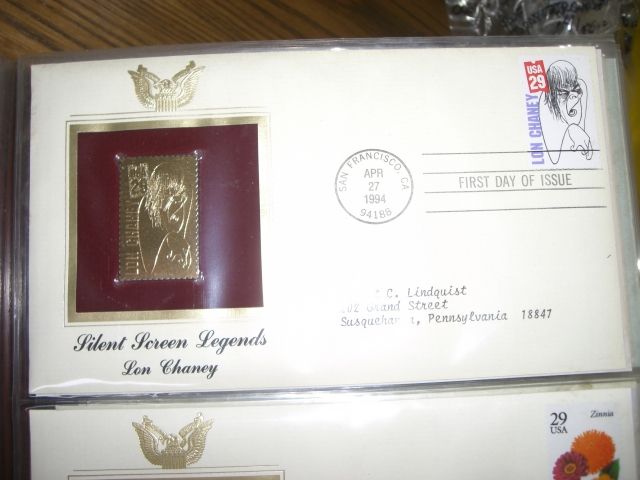 USA
29
LON CHANEY
SAN FRANCISCO, CA
APR
27
1994
94188
FIRST DAY OF ISSUE
LON CHANEY
C. Lindquist
Grand Street
Pennsylvania 18847
Silent Screen Legends
Lon Chaney
29
USA
Zinnia